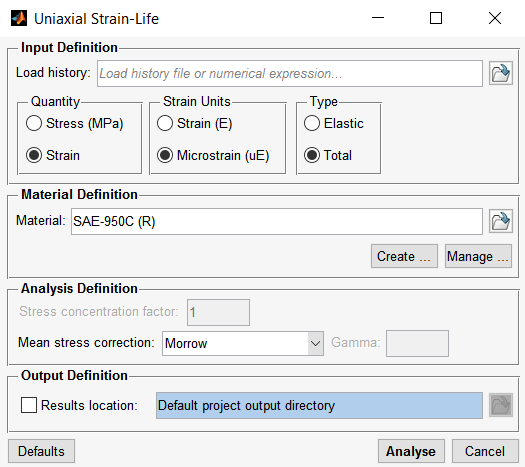 Uniaxial Strain-Life
Input Definition
Load history: Load history file or numerical expression...
Quantity Strain Units Type
Stress (MPa) Strain (E) Elastic
Strain Microstrain (uE) Total
Material Definition
Material: SAE-950C (R)
Create ... Manage ...
Analysis Definition
Stress concentration factor: 1
Mean stress correction: Morrow Gamma:
Output Definition
Results location: Default project output directory
Defaults Analyse Cancel